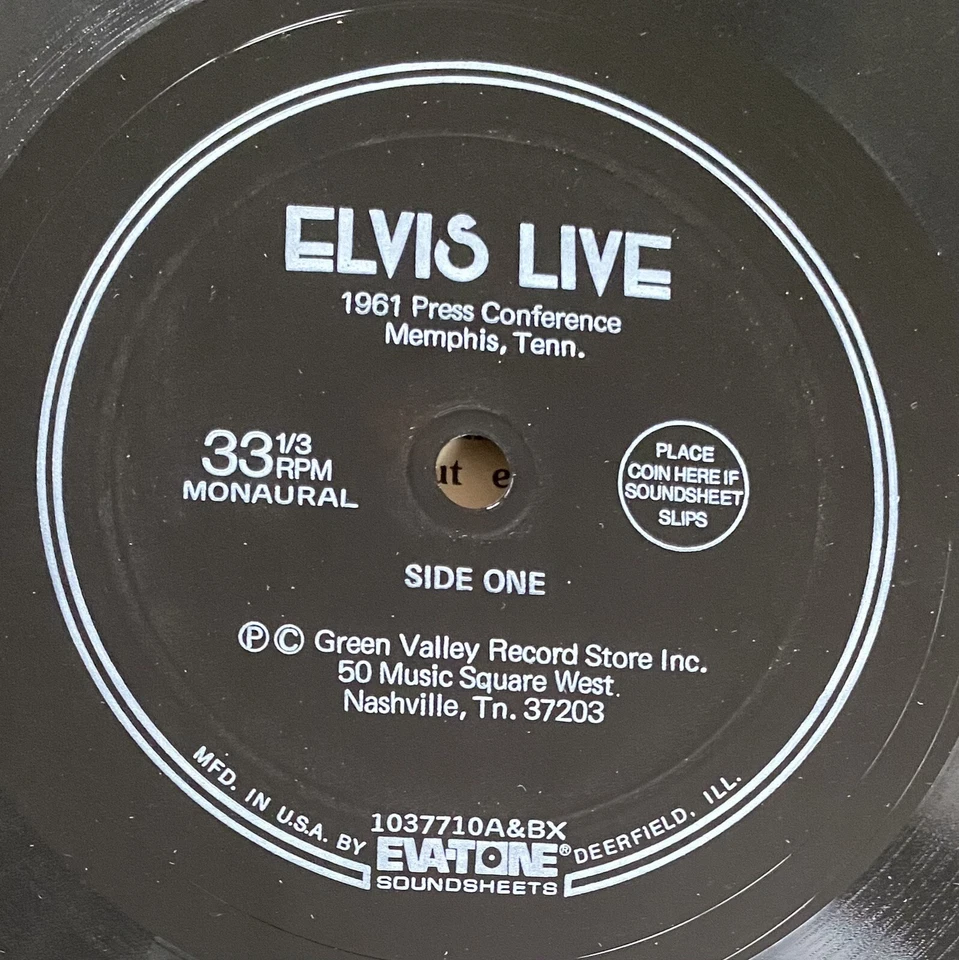 ELVIS LIVE
1961 Press Conference
Memphis, Tenn.
33 1/3
RPM
MONAURAL
ut e
PLACE
COIN HERE IF
SOUNDSHEET
SLIPS
SIDE ONE
Ⓟ© Green Valley Record Store Inc.
50 Music Square West.
Nashville, Tn. 37203
1037710A&BX
MFD. IN U.S.A. BY EVA-TONE® DEERFIELD, ILL.
SOUNDSHEETS